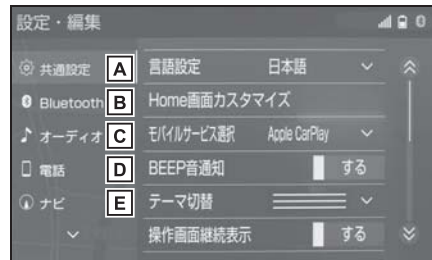 設定・編集 0
共通設定 A 言語設定 日本語
Bluetooth B Home画面カスタマイズ
オーディオ C モバイルサービス選択 Apple CarPlay
電話 D BEEP音通知 する
ナビ E テーマ切替
操作画面継続表示 する